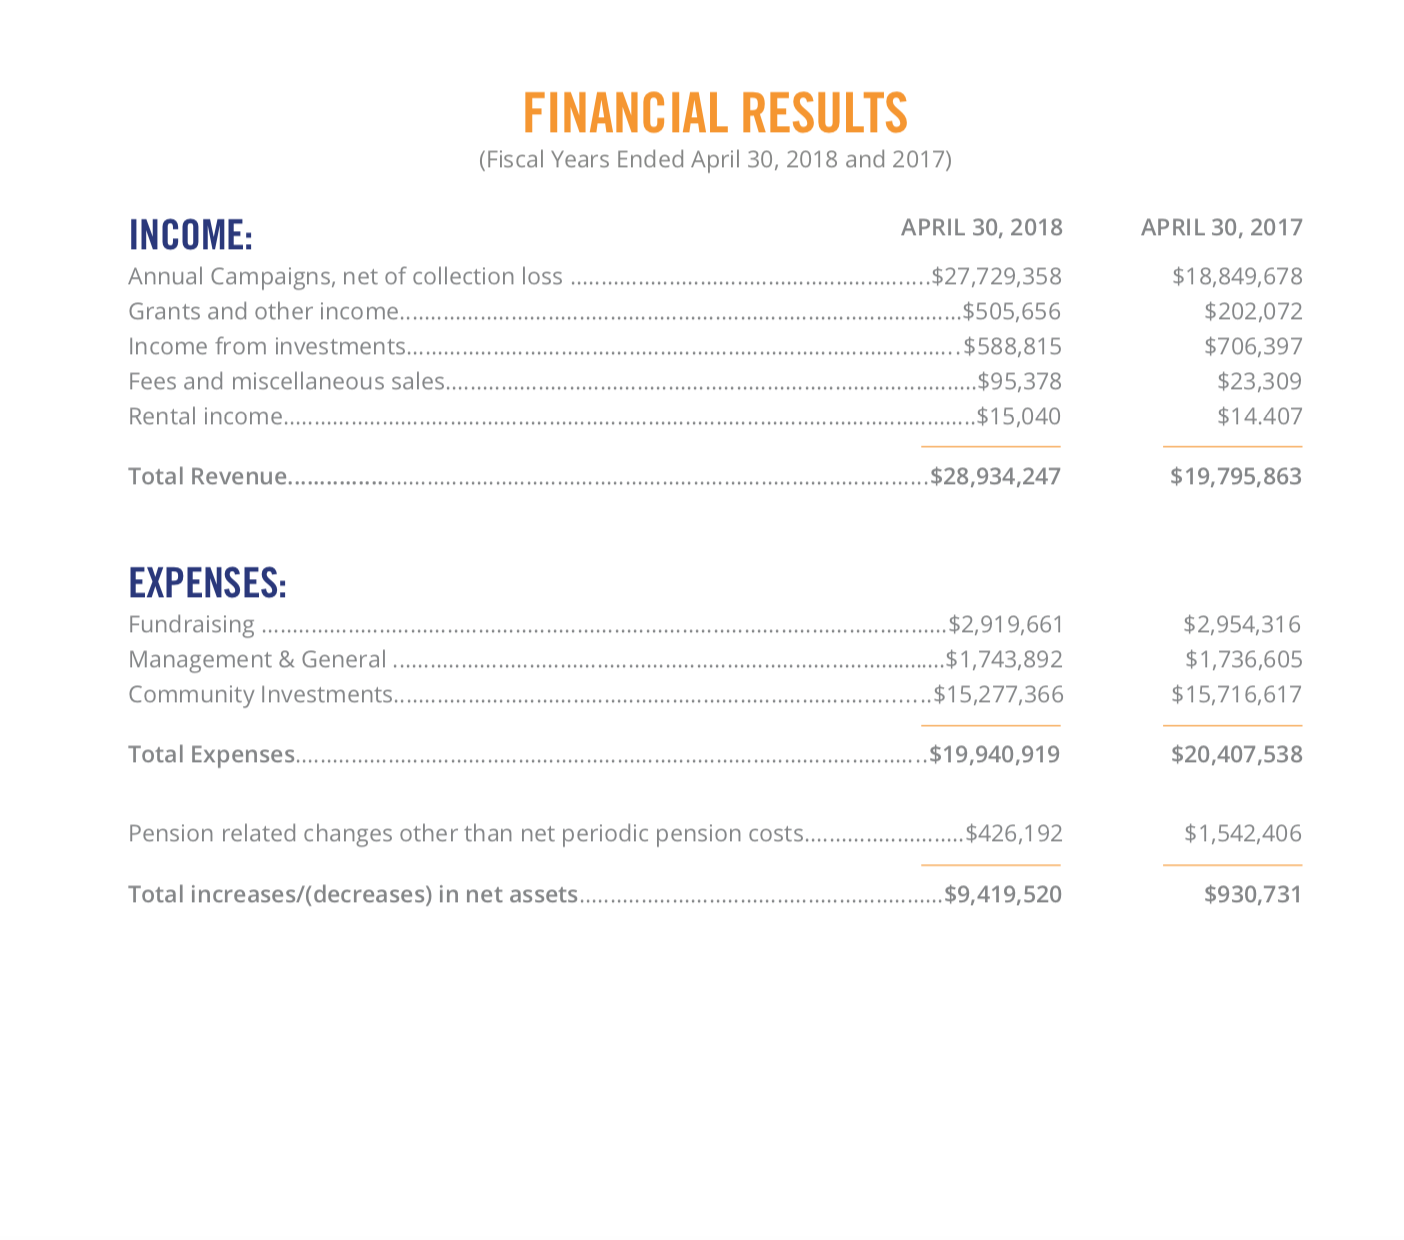 FINANCIAL RESULTS
(Fiscal Years Ended April 30, 2018 and 2017)
INCOME: APRIL 30, 2018 APRIL 30, 2017
Annual Campaigns, net of collection loss ..........................................................$27,729,358 $18,849,678
Grants and other income...........................................................................................$505,656 $202,072
Income from investments.........................................................................................$588,815 $706,397
Fees and miscellaneous sales.....................................................................................$95,378 $23,309
Rental income...............................................................................................................$15,040 $14.407
Total Revenue.......................................................................................................$28,934,247 $19,795,863
EXPENSES:
Fundraising ..............................................................................................................$2,919,661 $2,954,316
Management & General .........................................................................................$1,743,892 $1,736,605
Community Investments.......................................................................................$15,277,366 $15,716,617
Total Expenses.....................................................................................................$19,940,919 $20,407,538
Pension related changes other than net periodic pension costs..........................$426,192 $1,542,406
Total increases/(decreases) in net assets...........................................................$9,419,520 $930,731